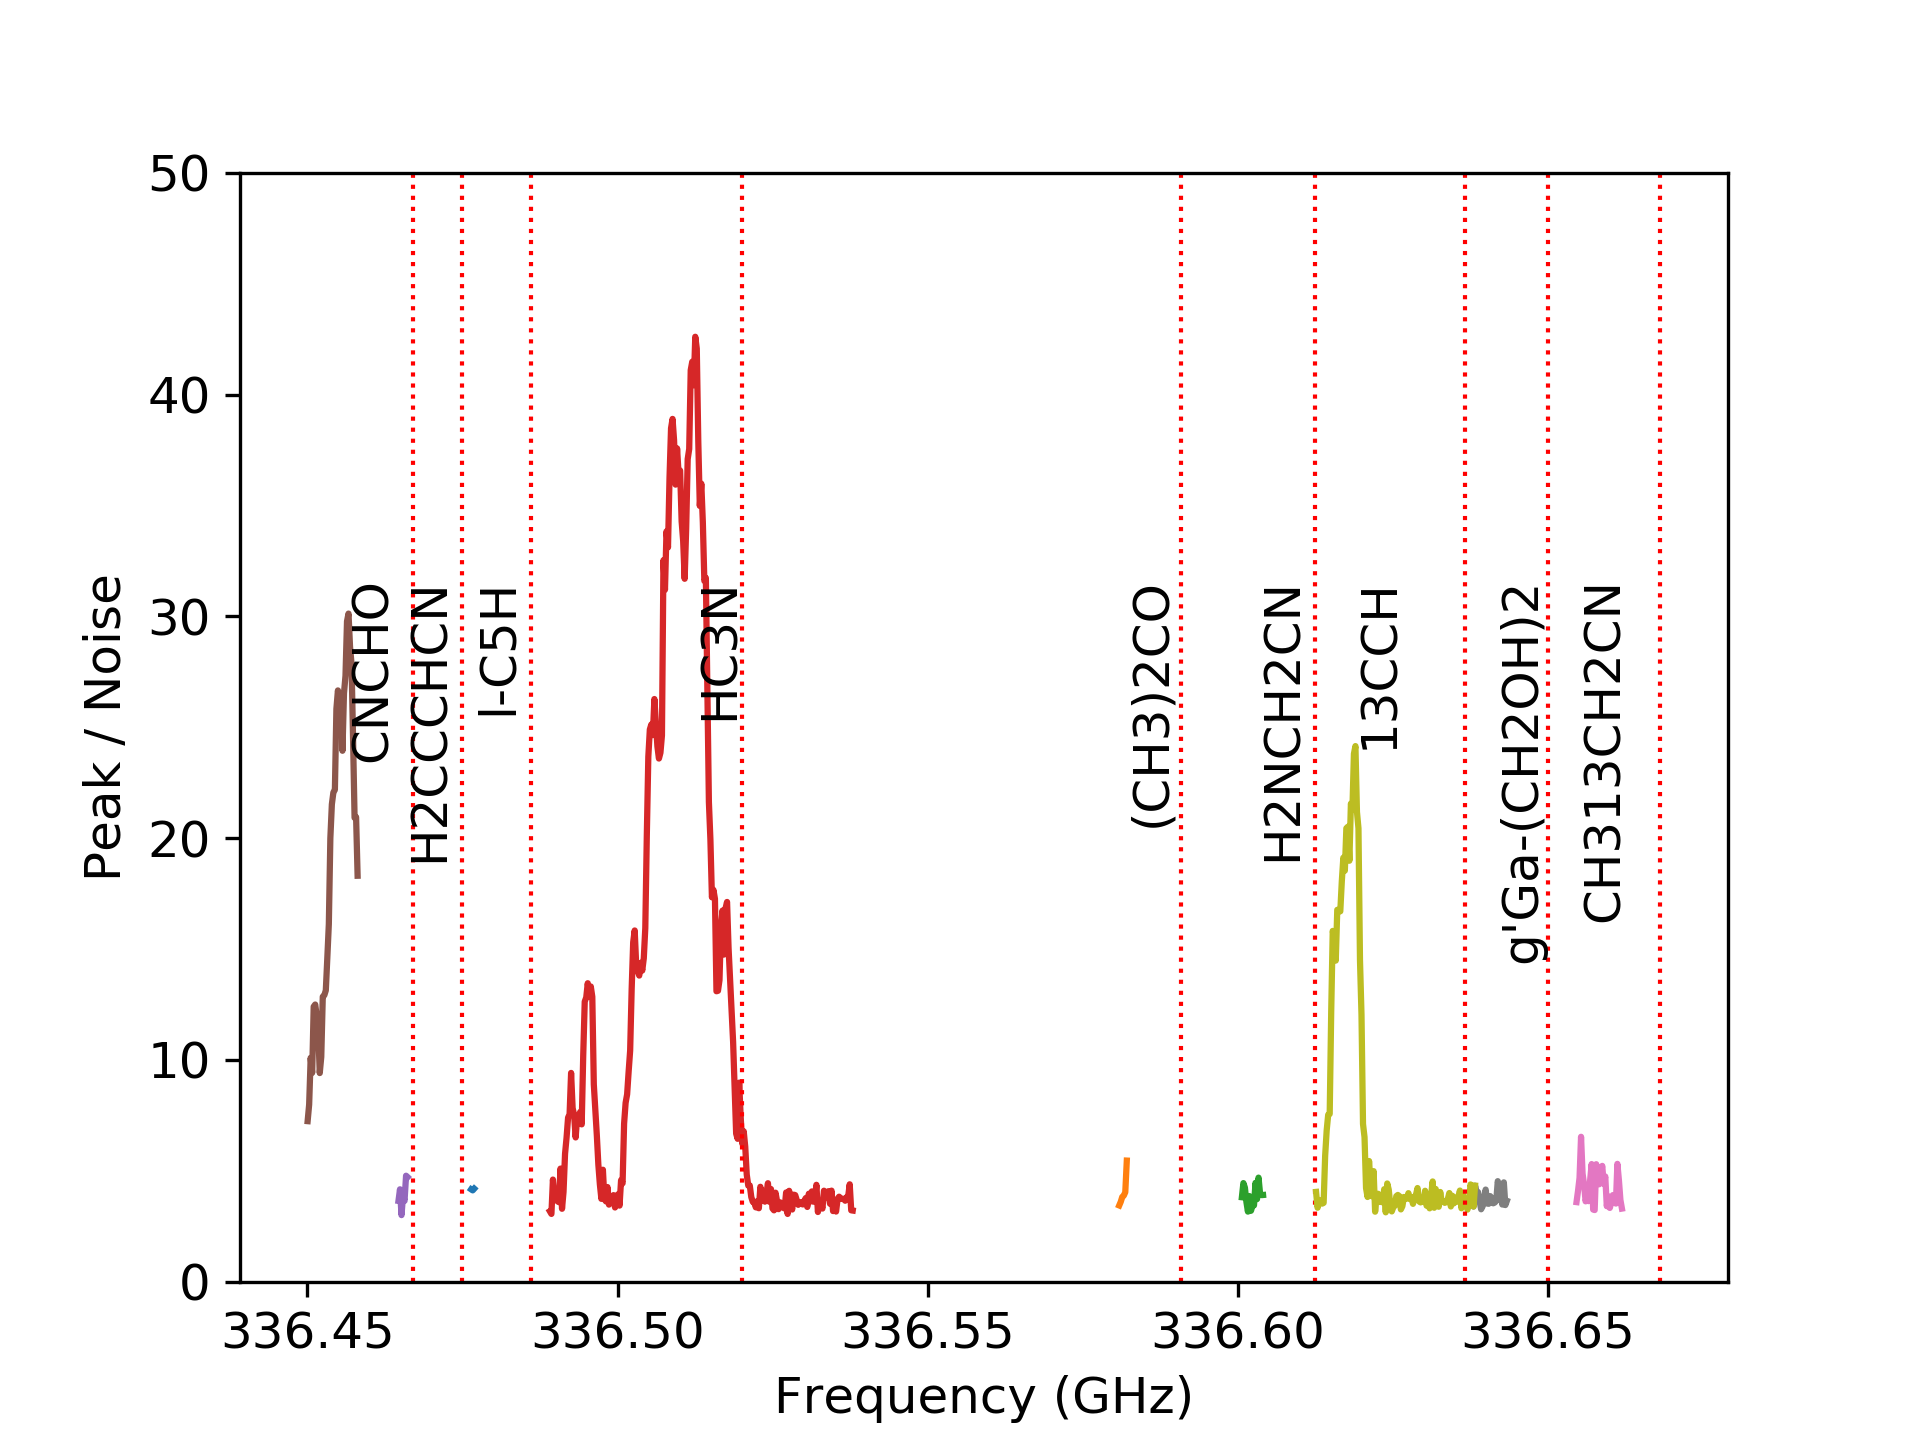 50
40
30
20
10
0
Peak / Noise
CNCHO
H2CCCHCN
l-C5H
HC3N
(CH3)2CO
H2NCH2CN
13CCH
g'Ga-(CH2OH)2
CH313CH2CN
336.45
336.50
336.55
336.60
336.65
Frequency (GHz)